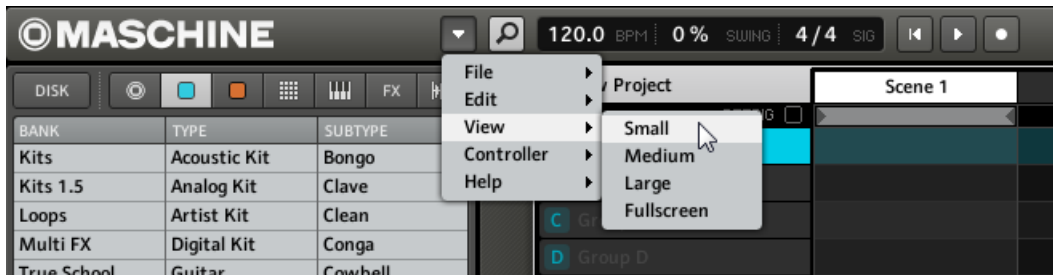 MASCHINE
120.0 BPM 0 % SWING 4/4 SIG
DISK FX
BANK TYPE SUBTYPE
Kits Acoustic Kit Bongo
Kits 1.5 Analog Kit Clave
Loops Artist Kit Clean
Multi FX Digital Kit Conga
True School Guitar Cowbell
File
Edit
View
Controller
Help
Small
Medium
Large
Fullscreen
Project
Scene 1
C
D Group D